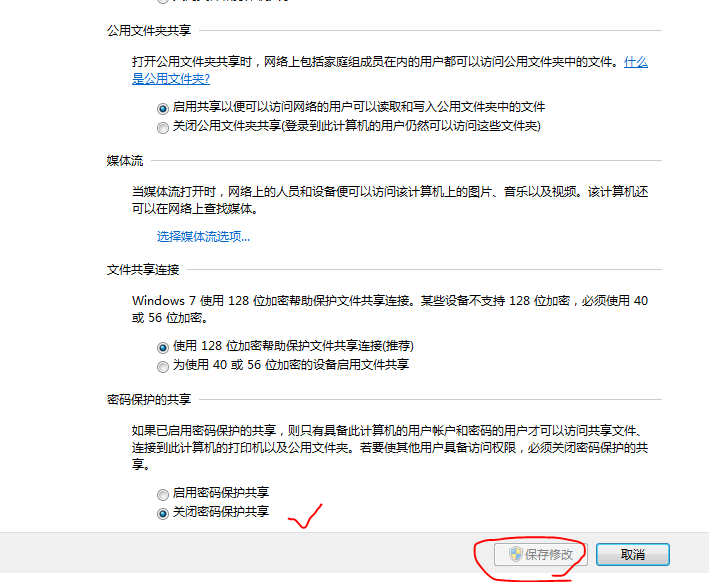 公用文件夹共享
打开公用文件夹共享时，网络上包括家庭组成员在内的用户都可以访问公用文件夹中的文件。什么
是公用文件夹?
启用共享以便可以访问网络的用户可以读取和写入公用文件夹中的文件
关闭公用文件夹共享(登录到此计算机的用户仍然可以访问这些文件夹)
媒体流
当媒体流打开时，网络上的人员和设备便可以访问该计算机上的图片、音乐以及视频。该计算机还
可以在网络上查找媒体。
选择媒体流选项...
文件共享连接
Windows 7 使用 128 位加密帮助保护文件共享连接。某些设备不支持 128 位加密，必须使用 40
或 56 位加密。
使用 128 位加密帮助保护文件共享连接(推荐)
为使用 40 或 56 位加密的设备启用文件共享
密码保护的共享
如果已启用密码保护的共享，则只有具备此计算机的用户帐户和密码的用户才可以访问共享文件、
连接到此计算机的打印机以及公用文件夹。若要使其他用户具备访问权限，必须关闭密码保护的共
享。
启用密码保护共享
关闭密码保护共享
保存修改
取消